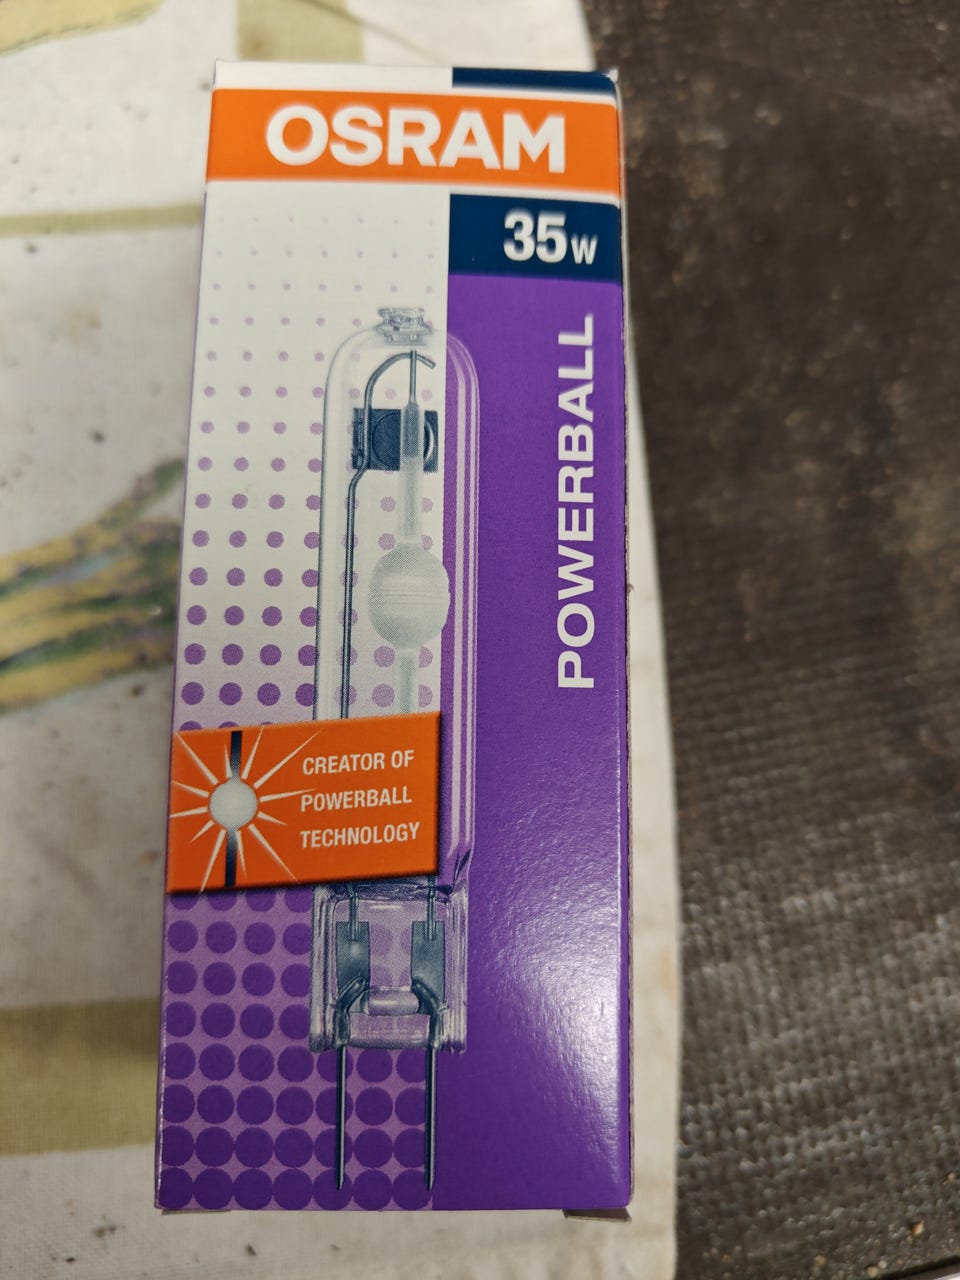 OSRAM
35W
POWERBALL
CREATOR OF
POWERBALL
TECHNOLOGY